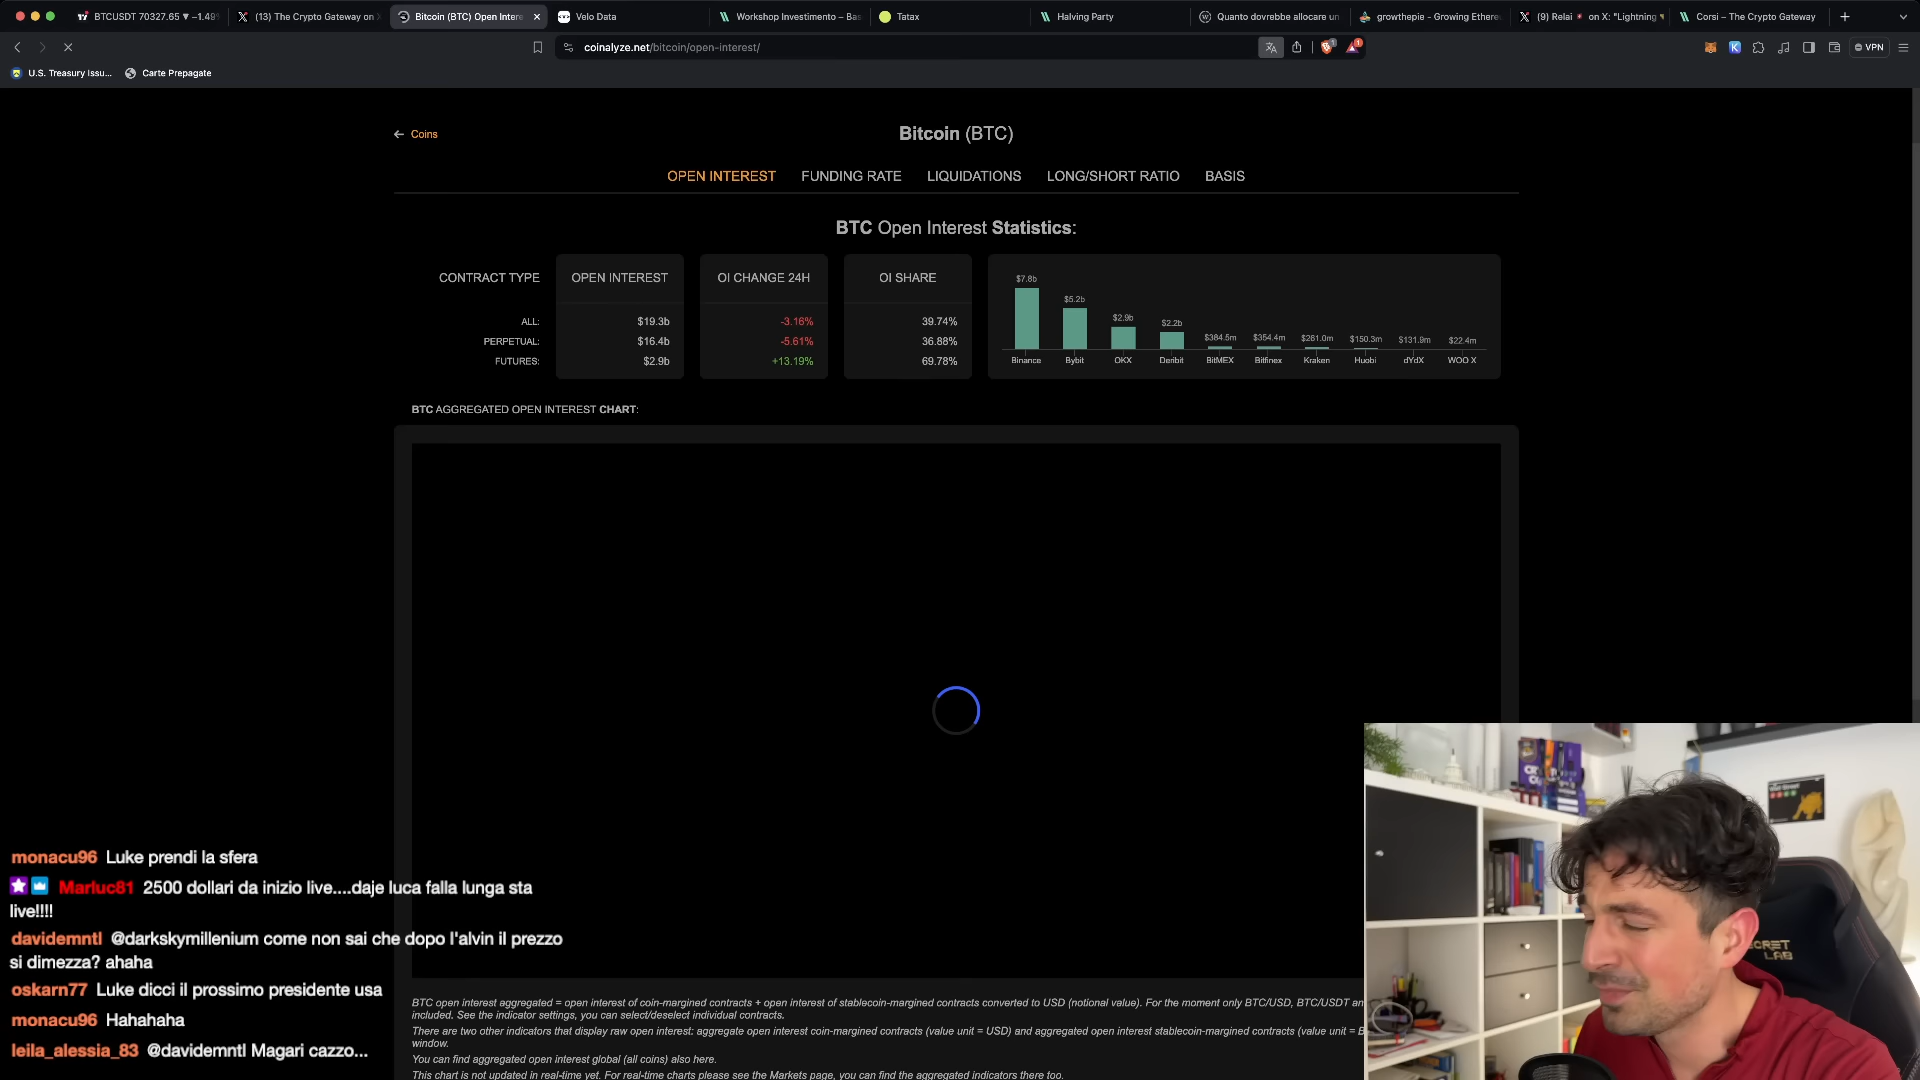 BTCUSDT 70327.65 ▼ −1.49%
(13) The Crypto Gateway on X
Bitcoin (BTC) Open Intere
Velo Data
Workshop Investimento – Bas
Tatax
Halving Party
Quanto dovrebbe allocare un
growthepie - Growing Ethere
(9) Relai on X: "Lightning
Corsi – The Crypto Gateway
coinalyze.net/bitcoin/open-interest/
VPN
U.S. Treasury Issu...
Carte Prepagate
← Coins
Bitcoin (BTC)
OPEN INTEREST FUNDING RATE LIQUIDATIONS LONG/SHORT RATIO BASIS
BTC Open Interest Statistics:
CONTRACT TYPE OPEN INTEREST OI CHANGE 24H OI SHARE
ALL: $19.3b -3.16% 39.74%
PERPETUAL: $16.4b -5.61% 36.88%
FUTURES: $2.9b +13.19% 69.78%
$7.8b $5.2b $2.9b $2.2b $384.5m $354.4m $261.0m $150.3m $131.9m $22.4m
Binance Bybit OKX Deribit BitMEX Bitfinex Kraken Huobi dYdX WOO X
BTC AGGREGATED OPEN INTEREST CHART:
monacu96 Luke prendi la sfera
Marluc81 2500 dollari da inizio live....daje luca falla lunga sta
live!!!!
davidemntl @darkskymillenium come non sai che dopo l'alvin il prezzo
si dimezza? ahaha
oskarn77 Luke dicci il prossimo presidente usa
monacu96 Hahahaha
leila_alessia_83 @davidemntl Magari cazzo...
BTC open interest aggregated = open interest of coin-margined contracts + open interest of stablecoin-margined contracts converted to USD (notional value). For the moment only BTC/USD, BTC/USDT an
included. See the indicator settings, you can select/deselect individual contracts.
There are two other indicators that display raw open interest: aggregate open interest coin-margined contracts (value unit = USD) and aggregated open interest stablecoin-margined contracts (value unit = B
window.
You can find aggregated open interest global (all coins) also here.
This chart is not updated in real-time yet. For real-time charts please see the Markets page, you can find the aggregated indicators there too.
SECRET
LAB